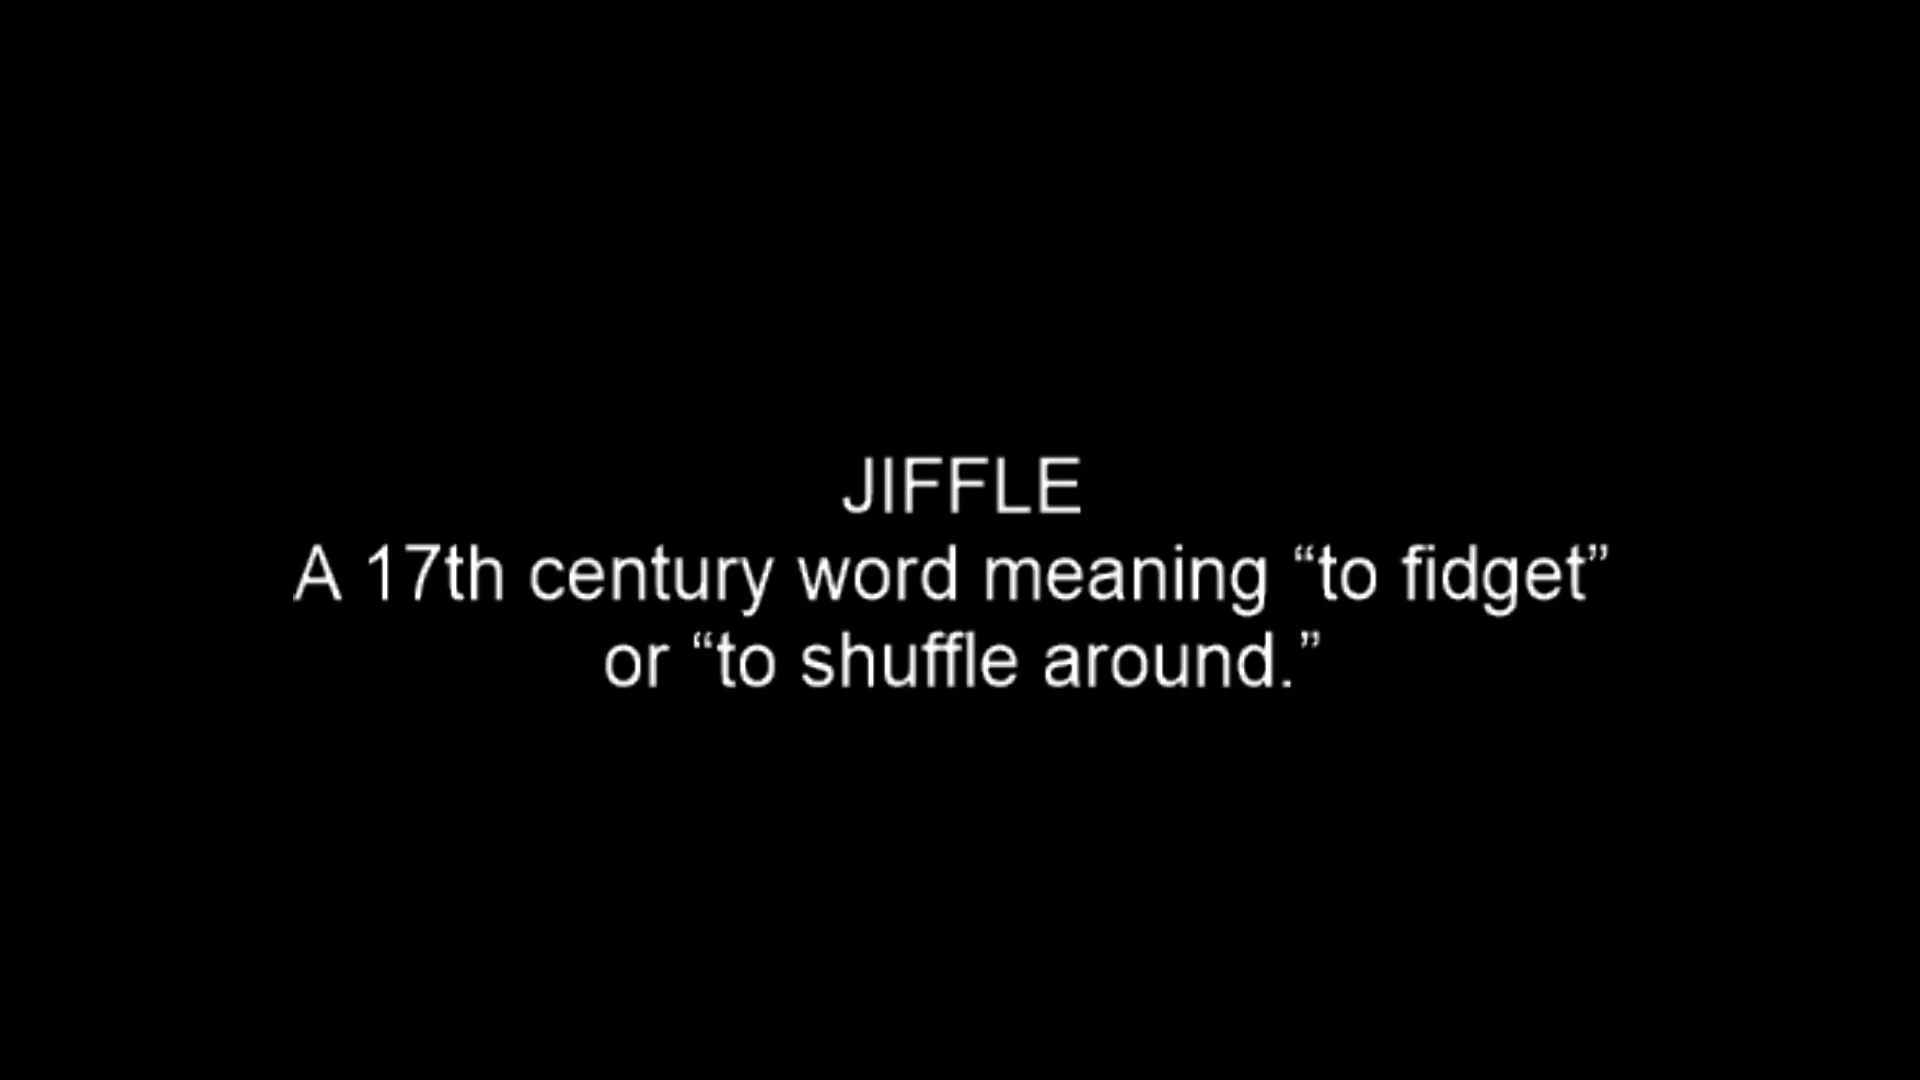 JIFFLE
A 17th century word meaning “to fidget”
or “to shuffle around.”